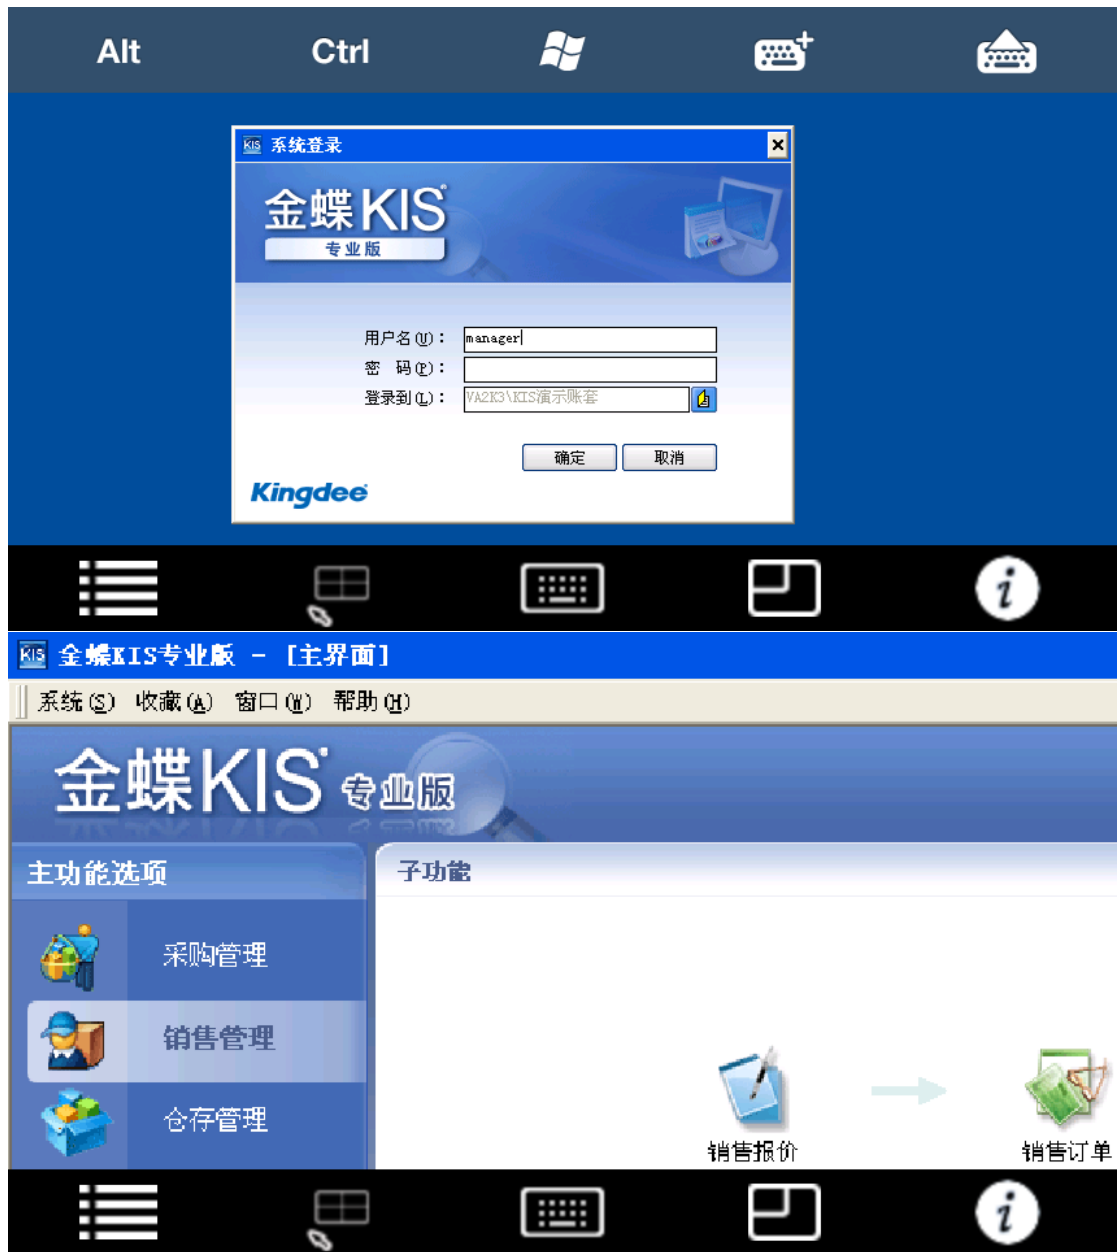 Alt Ctrl
KIS 系统登录
金蝶KIS
专业版
用户名(U)： manager
密 码(P)：
登录到(L)： VA2K3\KIS演示账套
确定 取消
Kingdee
KIS 金蝶KIS专业版 - [主界面]
系统(S) 收藏(A) 窗口(W) 帮助(H)
金蝶KIS 专业版
主功能选项 子功能
采购管理
销售管理
仓存管理
销售报价 销售订单